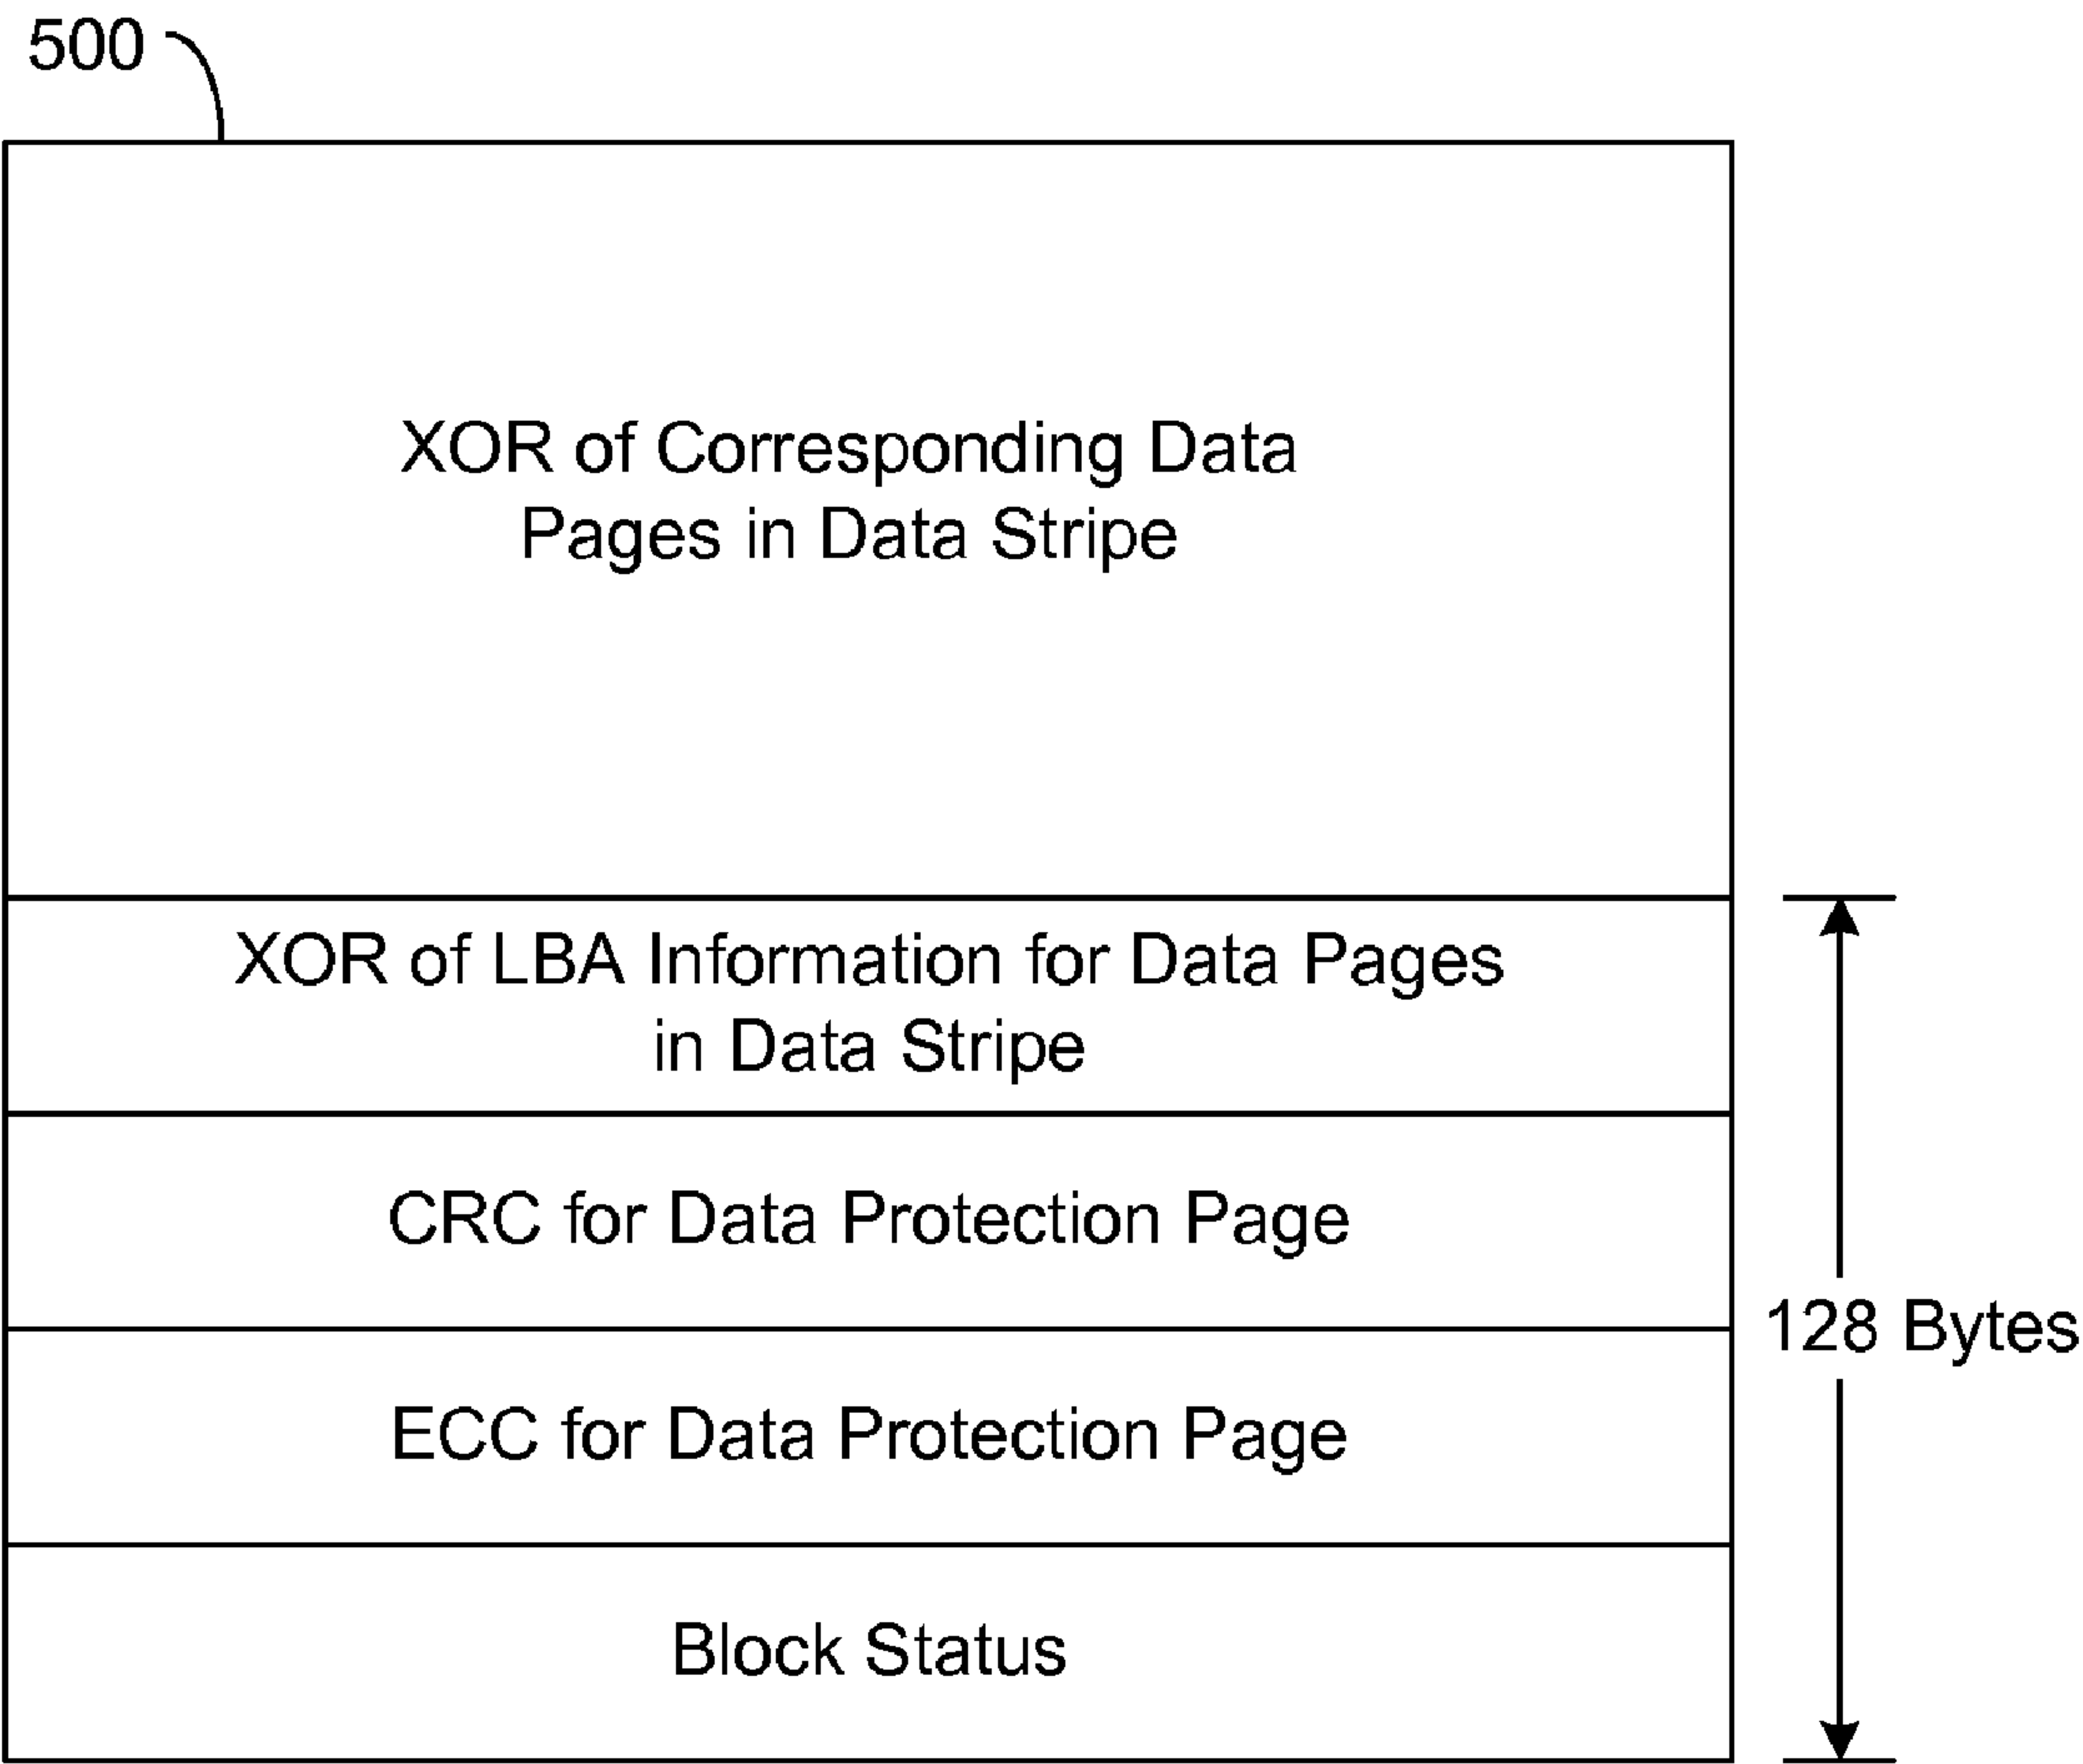 500
XOR of Corresponding Data
Pages in Data Stripe
XOR of LBA Information for Data Pages
in Data Stripe
CRC for Data Protection Page
128 Bytes
ECC for Data Protection Page
Block Status